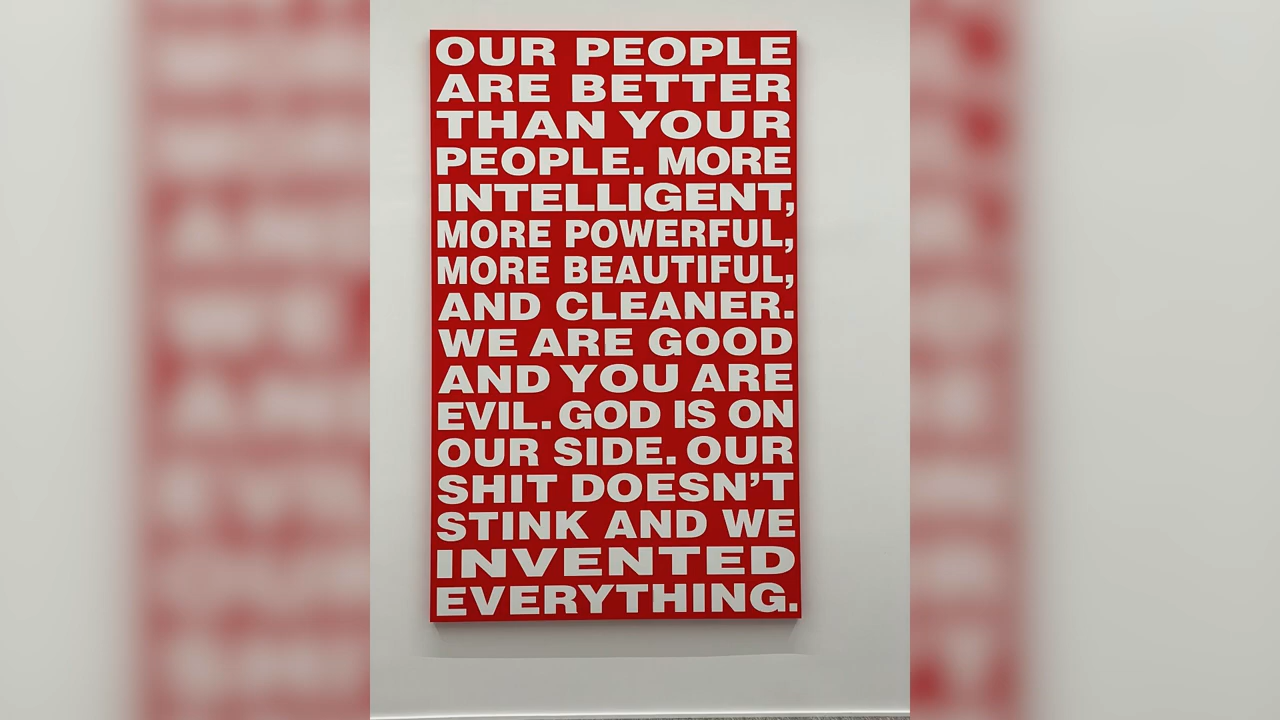 OUR PEOPLE
ARE BETTER
THAN YOUR
PEOPLE. MORE
INTELLIGENT,
MORE POWERFUL,
MORE BEAUTIFUL,
AND CLEANER.
WE ARE GOOD
AND YOU ARE
EVIL. GOD IS ON
OUR SIDE. OUR
SHIT DOESN’T
STINK AND WE
INVENTED
EVERYTHING.